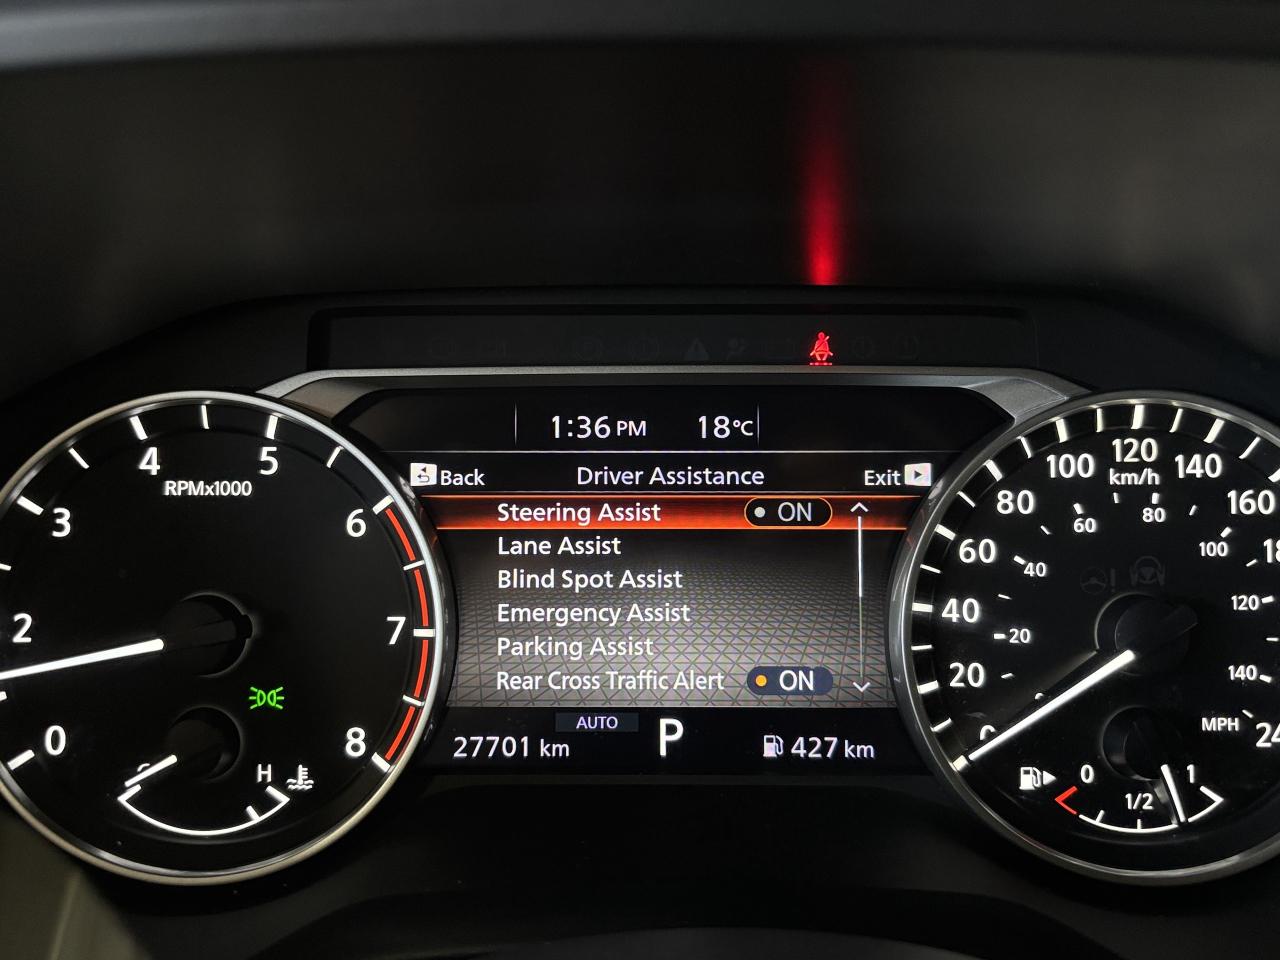 1:36 PM 18°C
Back Driver Assistance Exit
Steering Assist ON
Lane Assist
Blind Spot Assist
Emergency Assist
Parking Assist
Rear Cross Traffic Alert ON
AUTO
27701 km P 427 km
RPMx1000
0
2
3
4
5
6
7
8
H
0
20
40
60
80
100
120
140
160
km/h
20
40
60
80
100
120
140
MPH
0
1/2
1